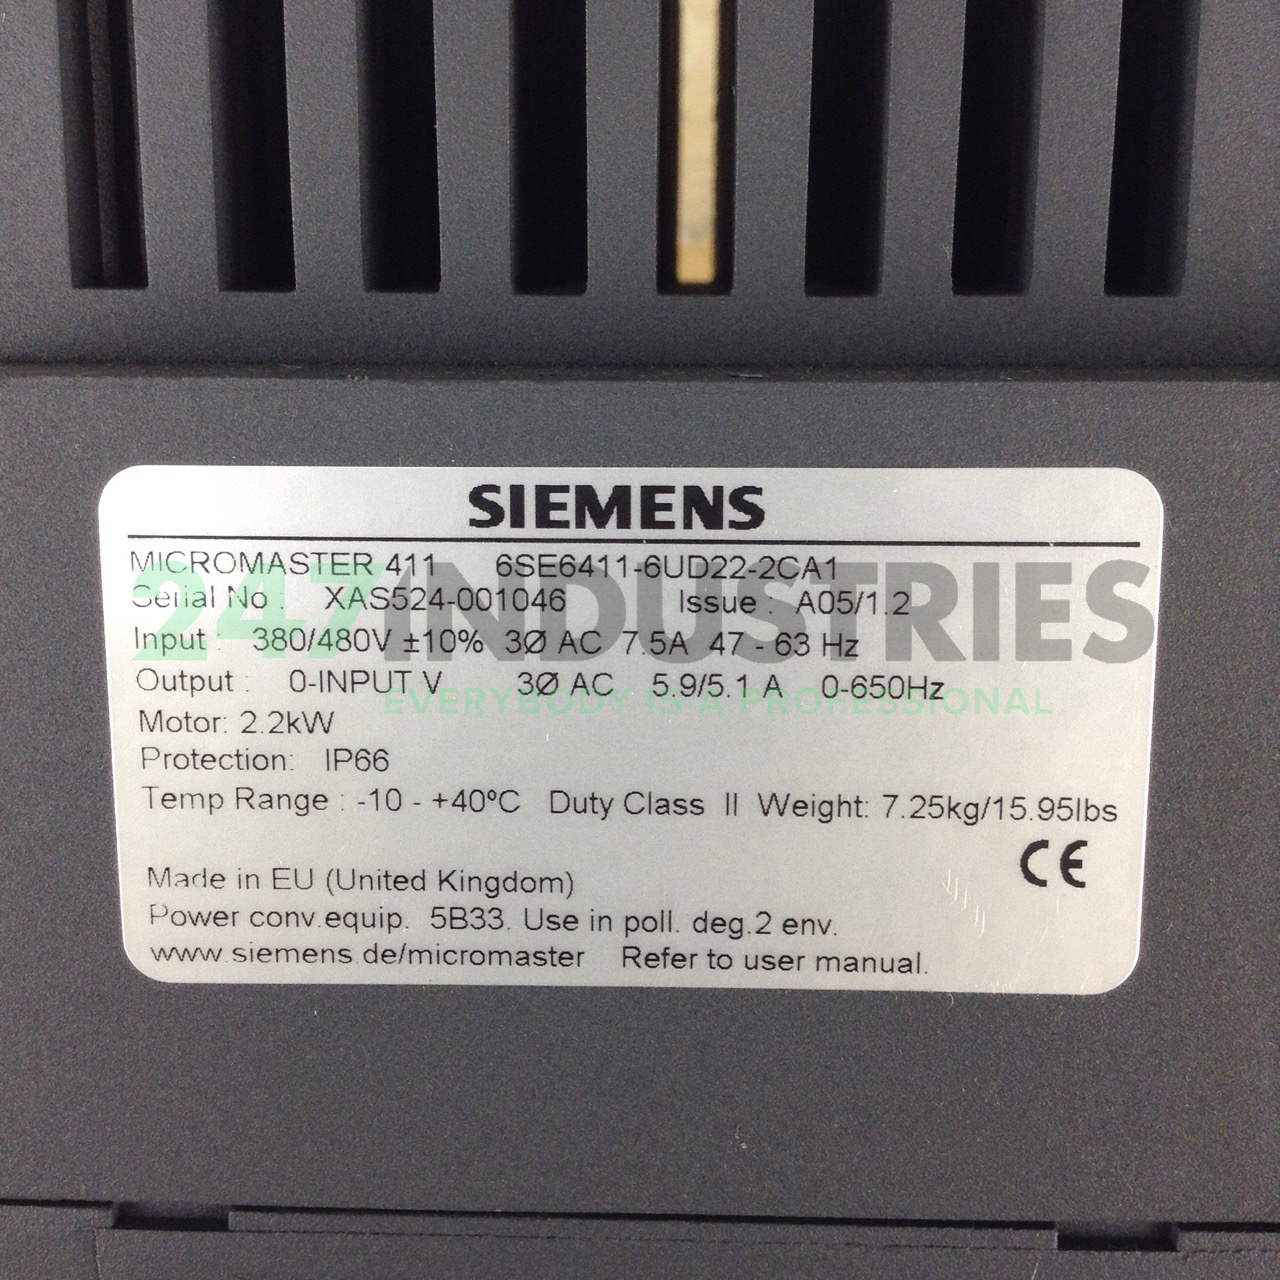 SIEMENS
MICROMASTER 411 6SE6411-6UD22-2CA1
Serial No : XAS524-001046 Issue : A05/1.2
Input : 380/480V ±10% 3Ø AC 7.5A 47 - 63 Hz
Output : 0-INPUT V 3Ø AC 5.9/5.1 A 0-650Hz
Motor: 2.2kW
Protection: IP66
Temp Range : -10 - +40ºC Duty Class II Weight: 7.25kg/15.95lbs
CE
Made in EU (United Kingdom)
Power conv.equip. 5B33. Use in poll. deg.2 env.
www.siemens.de/micromaster Refer to user manual.
247INDUSTRIES
EVERYBODY IS A PROFESSIONAL